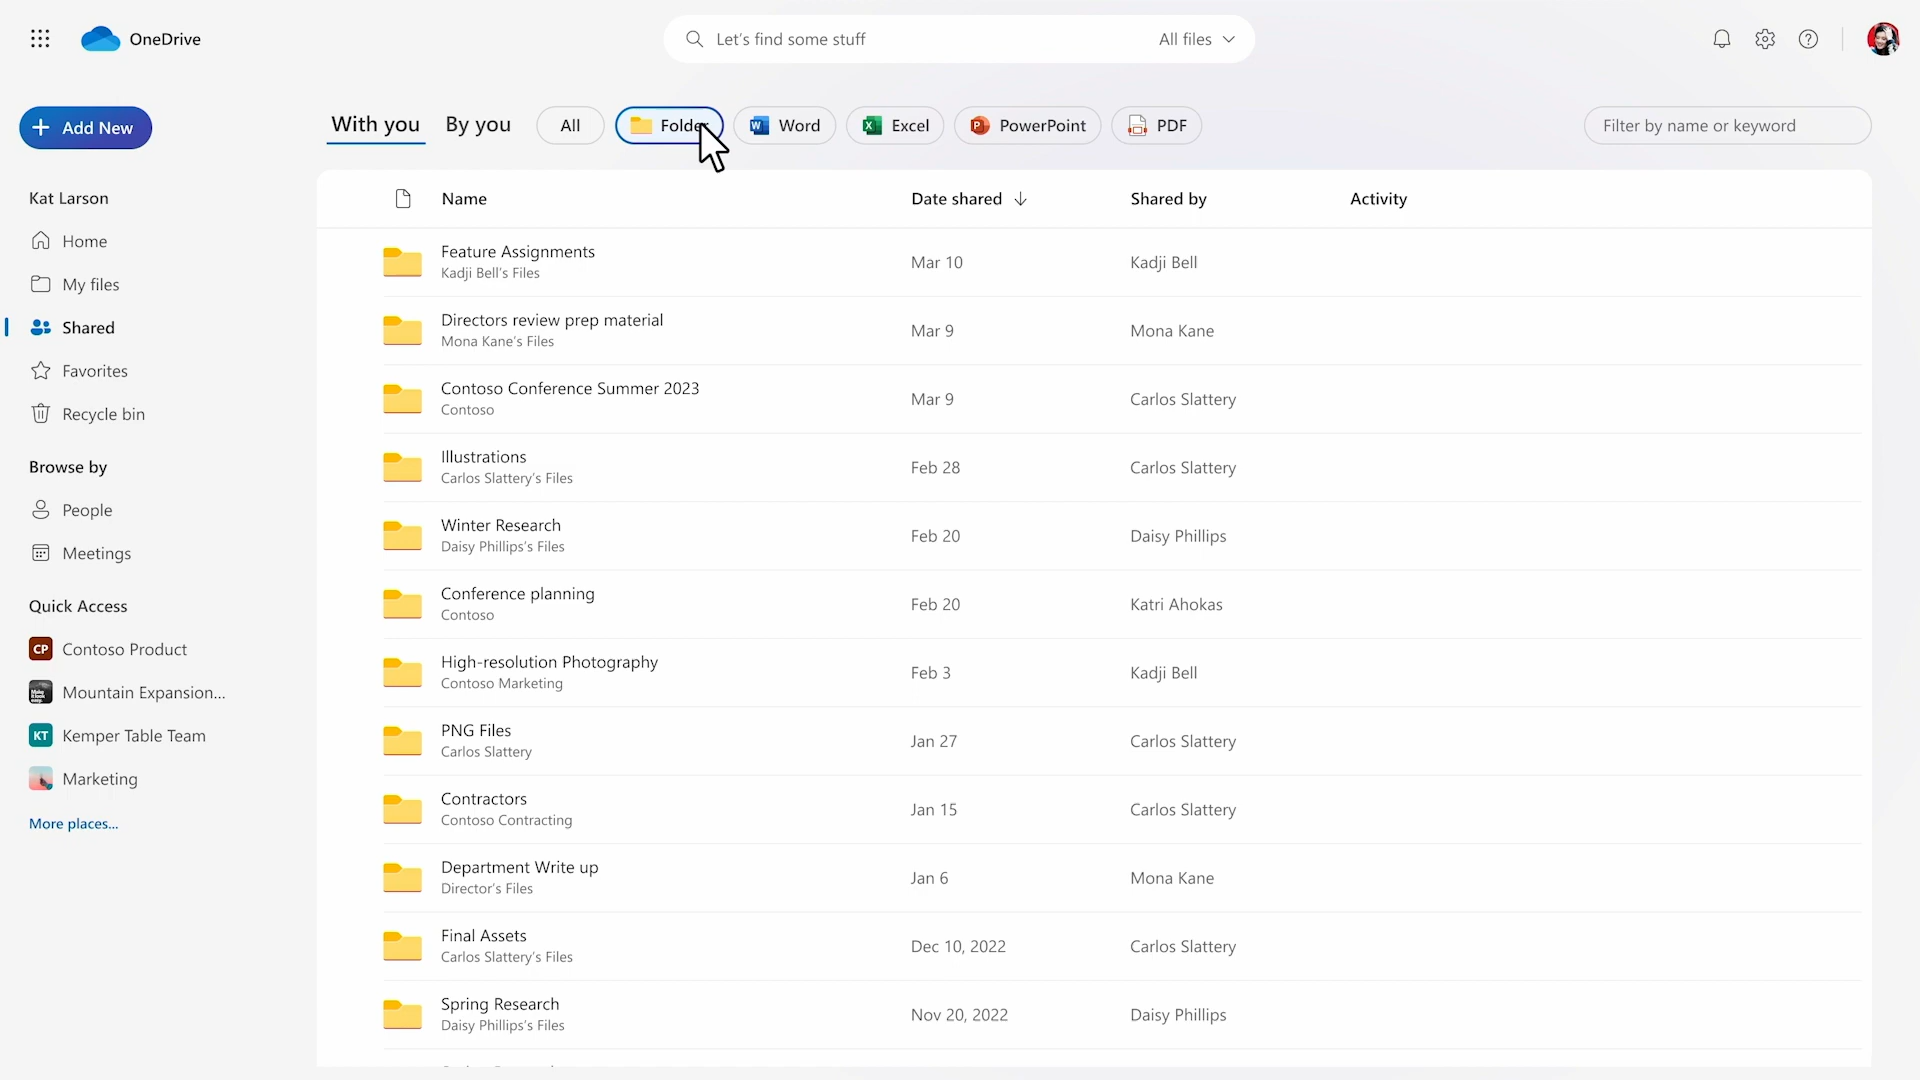 OneDrive
Let's find some stuff
All files
Add New
With you
By you
All
Folder
Word
Excel
PowerPoint
PDF
Filter by name or keyword
Kat Larson
Home
My files
Shared
Favorites
Recycle bin
Browse by
People
Meetings
Quick Access
CP Contoso Product
Mountain Expansion...
KT Kemper Table Team
Marketing
More places...
Name Date shared Shared by Activity
Feature Assignments
Kadji Bell's Files
Mar 10 Kadji Bell
Directors review prep material
Mona Kane's Files
Mar 9 Mona Kane
Contoso Conference Summer 2023
Contoso
Mar 9 Carlos Slattery
Illustrations
Carlos Slattery's Files
Feb 28 Carlos Slattery
Winter Research
Daisy Phillips's Files
Feb 20 Daisy Phillips
Conference planning
Contoso
Feb 20 Katri Ahokas
High-resolution Photography
Contoso Marketing
Feb 3 Kadji Bell
PNG Files
Carlos Slattery
Jan 27 Carlos Slattery
Contractors
Contoso Contracting
Jan 15 Carlos Slattery
Department Write up
Director's Files
Jan 6 Mona Kane
Final Assets
Carlos Slattery's Files
Dec 10, 2022 Carlos Slattery
Spring Research
Daisy Phillips's Files
Nov 20, 2022 Daisy Phillips